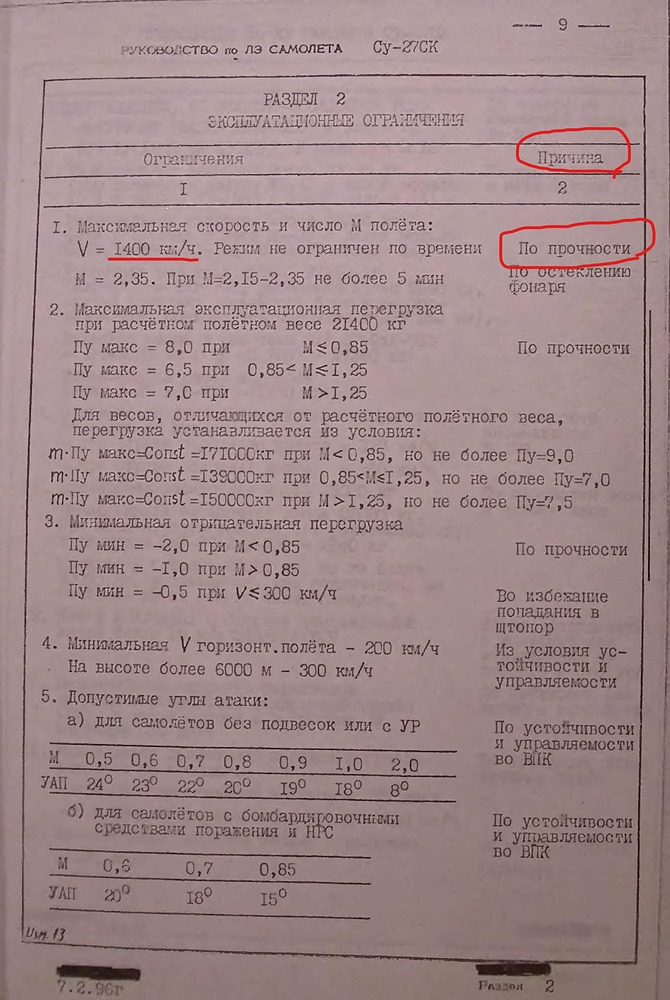 — 9 —
РУКОВОДСТВО по ЛЭ САМОЛЕТА Су-27СК
РАЗДЕЛ 2
ЭКСПЛУАТАЦИОННЫЕ ОГРАНИЧЕНИЯ
Ограничения Причина
I 2
I. Максимальная скорость и число М полёта:
V = I400 км/ч. Режим не ограничен по времени По прочности
М = 2,35. При М=2,I5-2,35 не более 5 мин По остеклению
фонаря
2. Максимальная эксплуатационная перегрузка
при расчётном полётном весе 2I400 кг
Пу макс = 8,0 при М≤0,85 По прочности
Пу макс = 6,5 при 0,85< М≤I,25
Пу макс = 7,0 при М>I,25
Для весов, отличающихся от расчётного полётного веса,
перегрузка устанавливается из условия:
m·Пу макс=Const=I7I000кг при М<0,85, но не более Пу=9,0
m·Пу макс=Const=I39000кг при 0,85<М≤I,25, но не более Пу=7,0
m·Пу макс=Const=I50000кг при М>I,25, но не более Пу=7,5
3. Минимальная отрицательная перегрузка
Пу мин = -2,0 при М<0,85 По прочности
Пу мин = -I,0 при М>0,85
Пу мин = -0,5 при V≤300 км/ч Во избежание
попадания в
штопор
4. Минимальная V горизонт.полёта - 200 км/ч Из условия ус-
На высоте более 6000 м - 300 км/ч тойчивости и
управляемости
5. Допустимые углы атаки:
а) для самолётов без подвесок или с УР По устойчивости
и управляемости
во ВПК
М 0,5 0,6 0,7 0,8 0,9 I,0 2,0
УАП 24° 23° 22° 20° I9° I8° 8°
б) для самолётов с бомбардировочными По устойчивости
средствами поражения и НРС и управляемости
во ВПК
М 0,6 0,7 0,85
УАП 20° I8° I5°
Изм. 13
7.2.96г Раздел 2